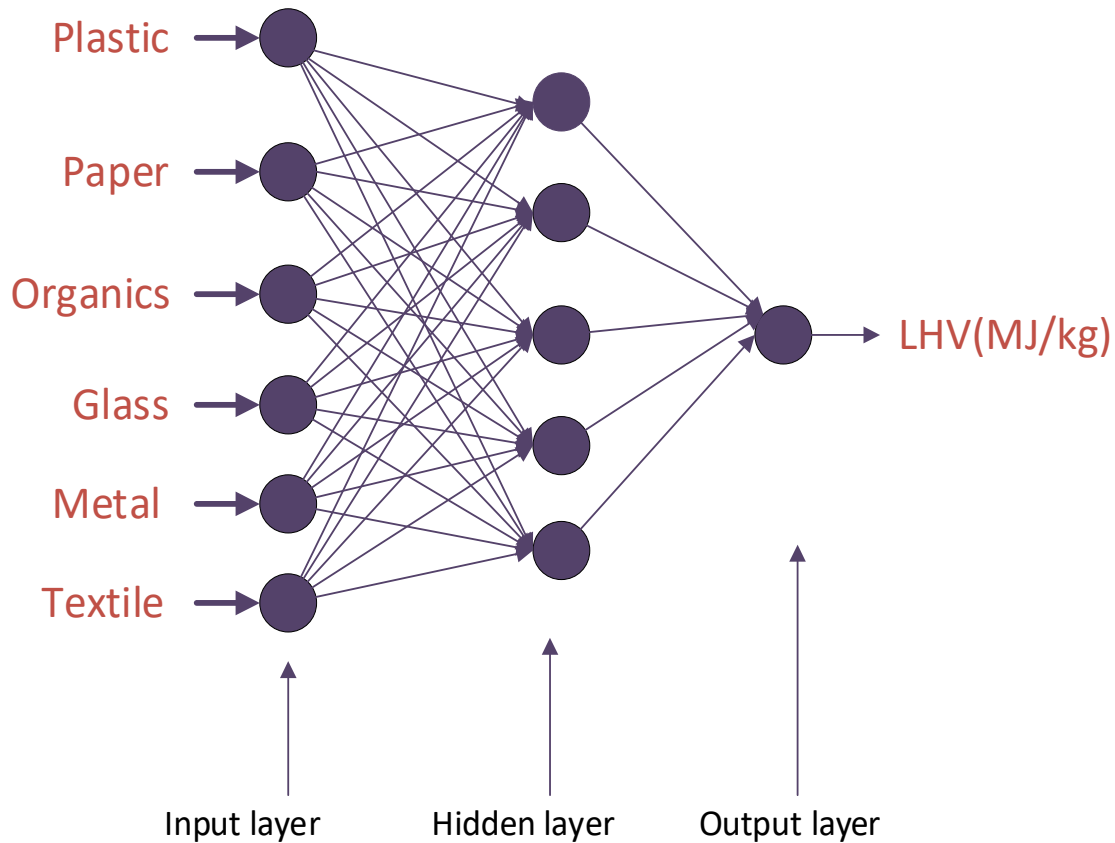 Plastic
Paper
Organics
Glass
Metal
Textile
LHV(MJ/kg)
Input layer
Hidden layer
Output layer